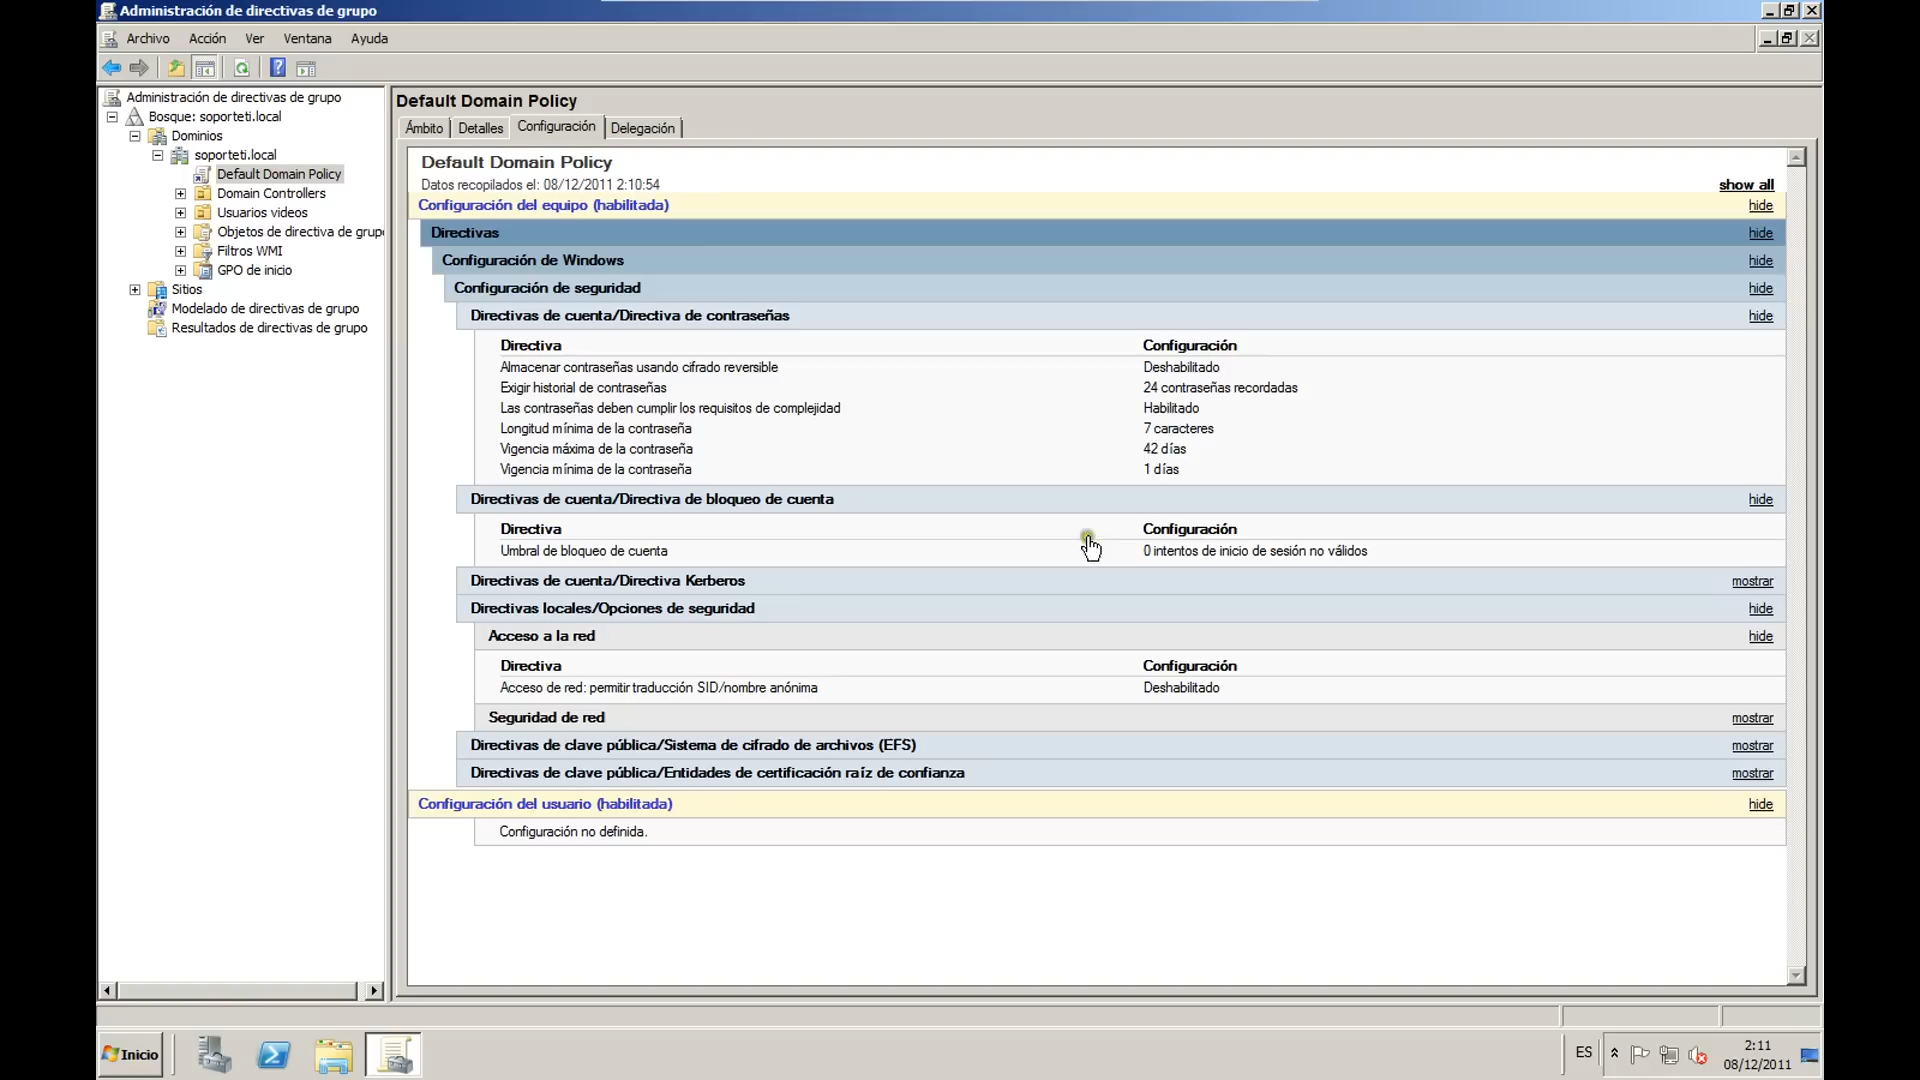 Administración de directivas de grupo
Archivo Acción Ver Ventana Ayuda
Administración de directivas de grupo
Bosque: soporteti.local
Dominios
soporteti.local
Default Domain Policy
Domain Controllers
Usuarios videos
Objetos de directiva de grup
Filtros WMI
GPO de inicio
Sitios
Modelado de directivas de grupo
Resultados de directivas de grupo
Default Domain Policy
Ámbito Detalles Configuración Delegación
Default Domain Policy
Datos recopilados el: 08/12/2011 2:10:54 show all
Configuración del equipo (habilitada) hide
Directivas hide
Configuración de Windows hide
Configuración de seguridad hide
Directivas de cuenta/Directiva de contraseñas hide
Directiva Configuración
Almacenar contraseñas usando cifrado reversible Deshabilitado
Exigir historial de contraseñas 24 contraseñas recordadas
Las contraseñas deben cumplir los requisitos de complejidad Habilitado
Longitud mínima de la contraseña 7 caracteres
Vigencia máxima de la contraseña 42 días
Vigencia mínima de la contraseña 1 días
Directivas de cuenta/Directiva de bloqueo de cuenta hide
Directiva Configuración
Umbral de bloqueo de cuenta 0 intentos de inicio de sesión no válidos
Directivas de cuenta/Directiva Kerberos mostrar
Directivas locales/Opciones de seguridad hide
Acceso a la red hide
Directiva Configuración
Acceso de red: permitir traducción SID/nombre anónima Deshabilitado
Seguridad de red mostrar
Directivas de clave pública/Sistema de cifrado de archivos (EFS) mostrar
Directivas de clave pública/Entidades de certificación raíz de confianza mostrar
Configuración del usuario (habilitada) hide
Configuración no definida.
Inicio ES 2:11
08/12/2011